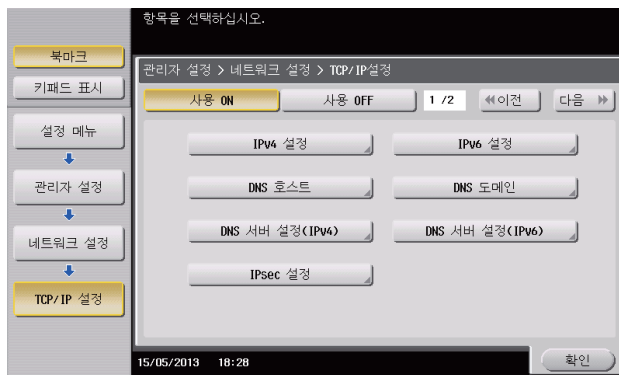 항목을 선택하십시오.
북마크
키패드 표시
설정 메뉴
관리자 설정
네트워크 설정
TCP/IP 설정
관리자 설정 > 네트워크 설정 > TCP/IP설정
사용 ON 사용 OFF 1 /2 이전 다음
IPv4 설정 IPv6 설정
DNS 호스트 DNS 도메인
DNS 서버 설정(IPv4) DNS 서버 설정(IPv6)
IPsec 설정
15/05/2013 18:28 확인